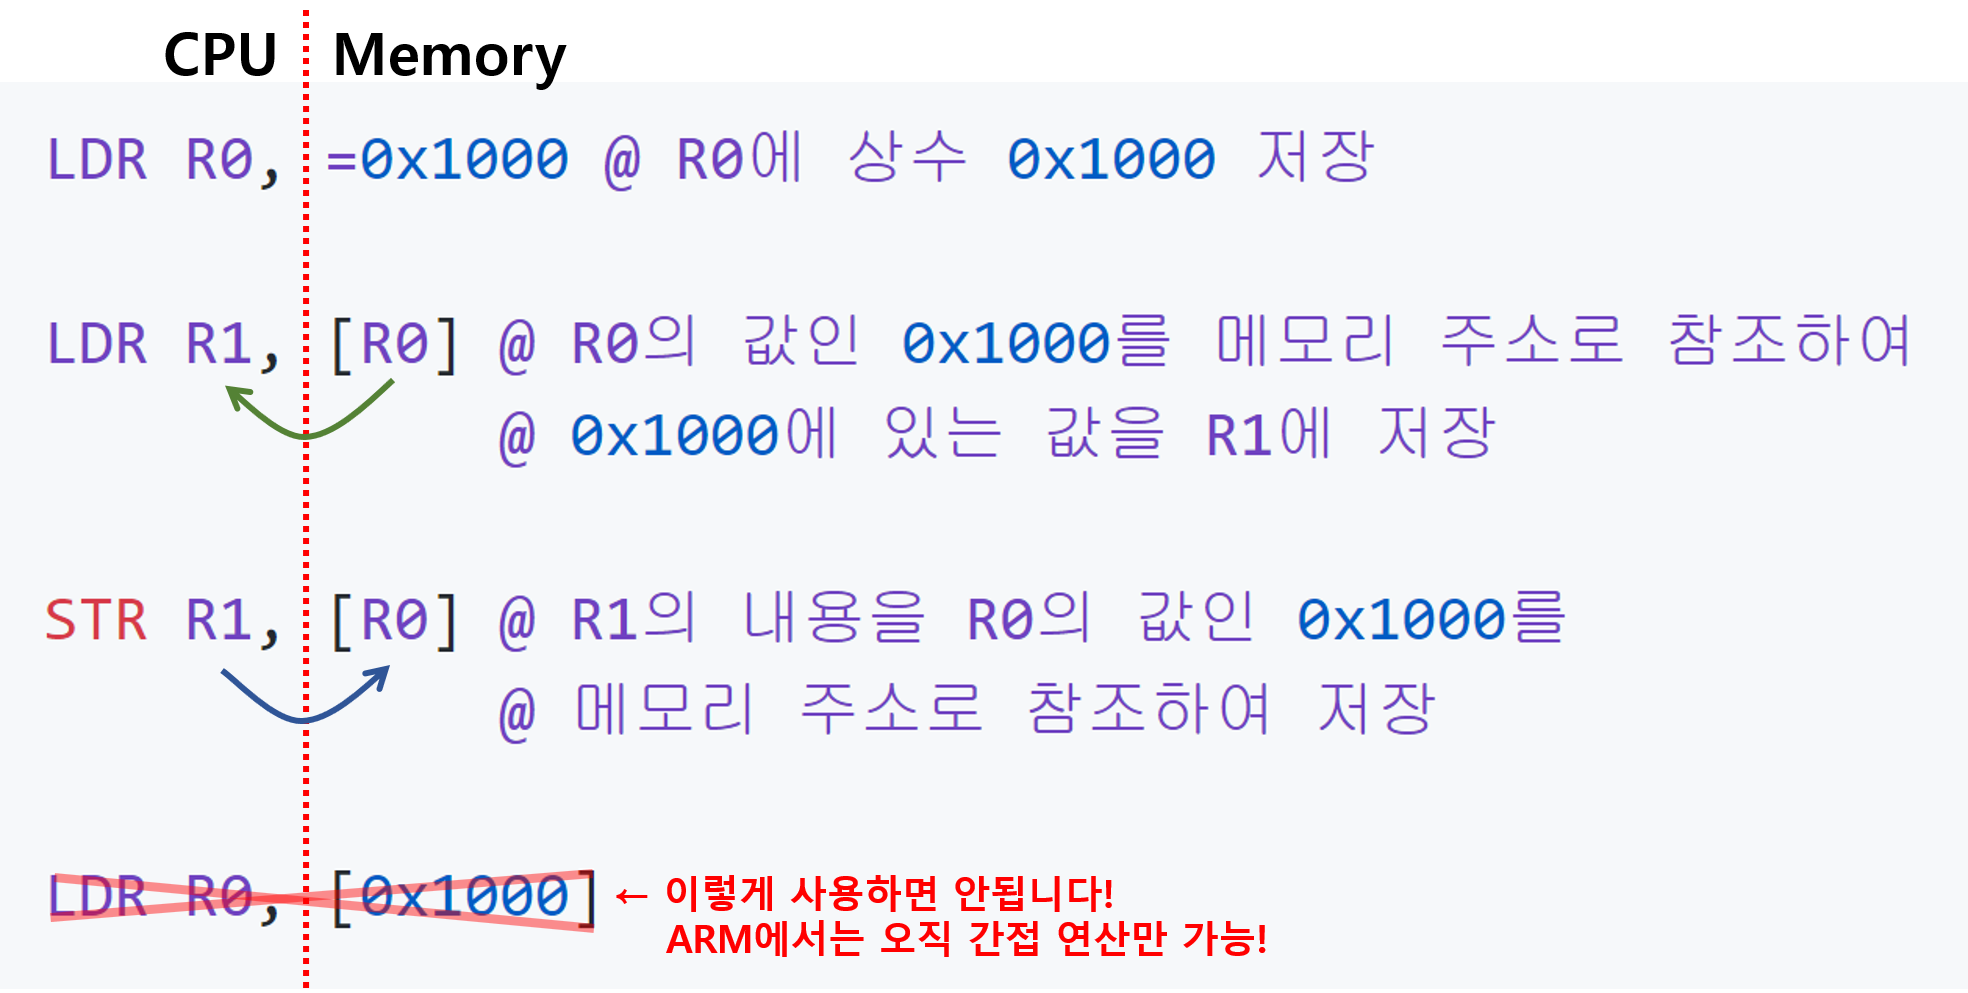 CPU Memory
LDR R0, =0x1000 @ R0에 상수 0x1000 저장
LDR R1, [R0] @ R0의 값인 0x1000를 메모리 주소로 참조하여
@ 0x1000에 있는 값을 R1에 저장
STR R1, [R0] @ R1의 내용을 R0의 값인 0x1000를
@ 메모리 주소로 참조하여 저장
LDR R0, [0x1000] ← 이렇게 사용하면 안됩니다!
ARM에서는 오직 간접 연산만 가능!